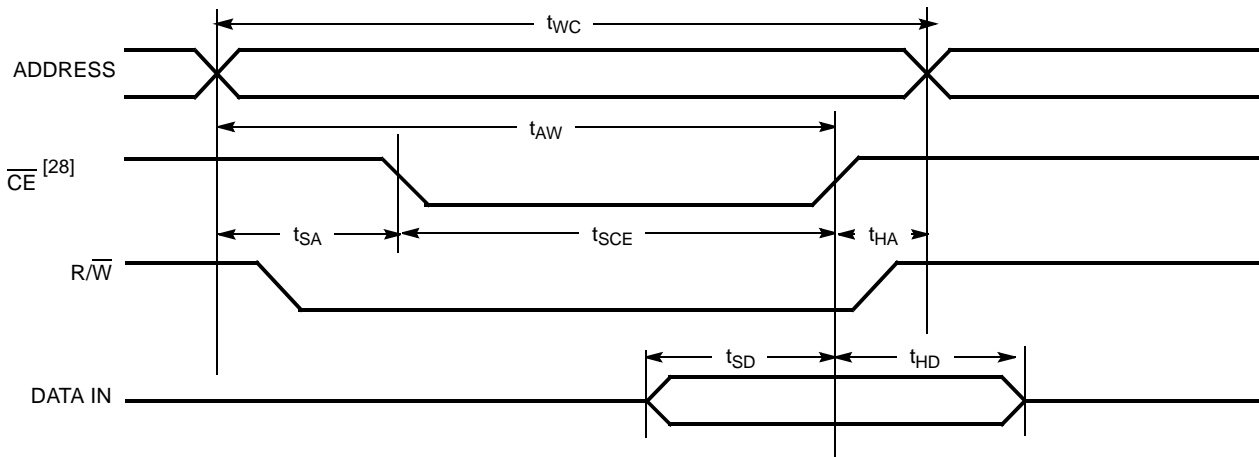 tWC
ADDRESS
tAW
CE [28]
tSA tSCE tHA
R/W
tSD tHD
DATA IN